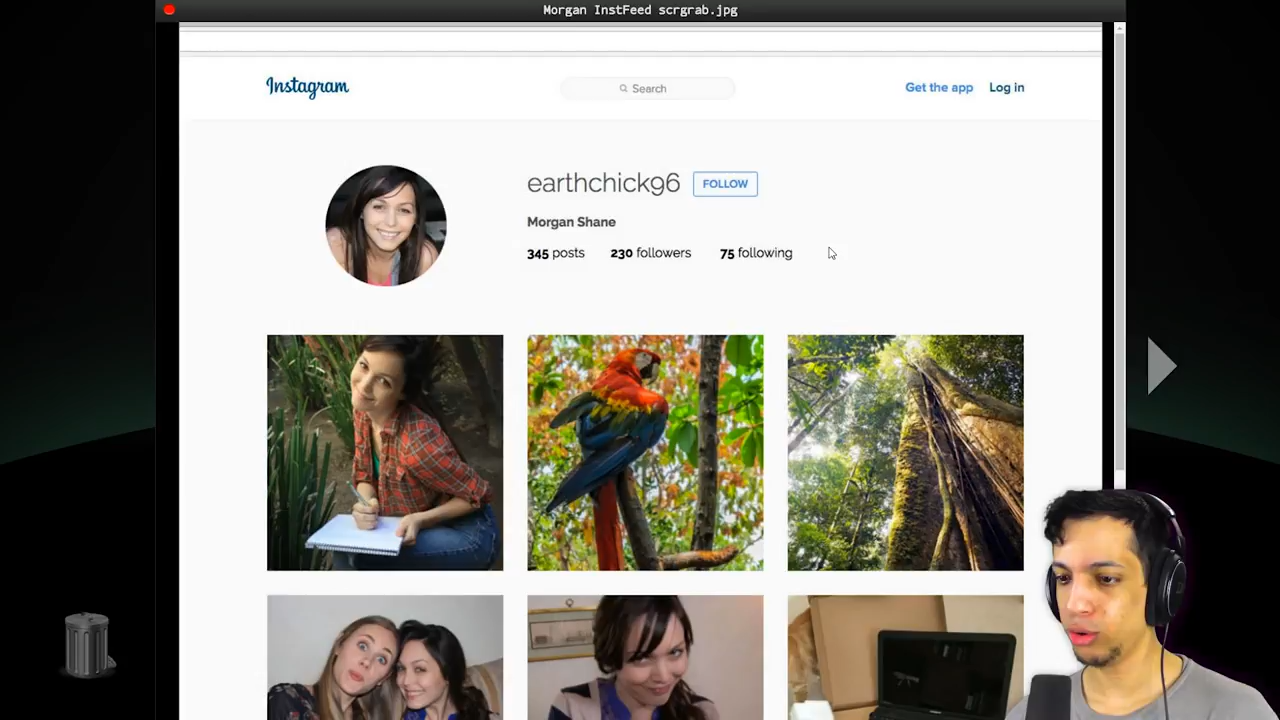 Morgan InstFeed scrgrab.jpg
Instagram
Search
Get the app
Log in
earthchick96
FOLLOW
Morgan Shane
345 posts 230 followers 75 following